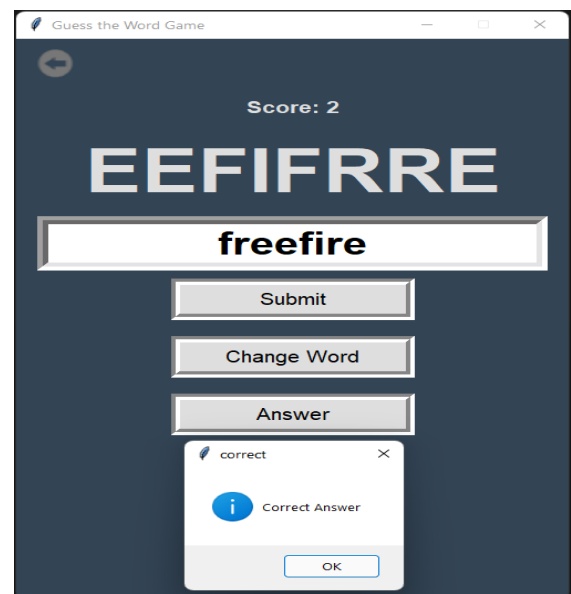 Guess the Word Game
Score: 2
EEFIFRRE
freefire
Submit
Change Word
Answer
correct
Correct Answer
OK